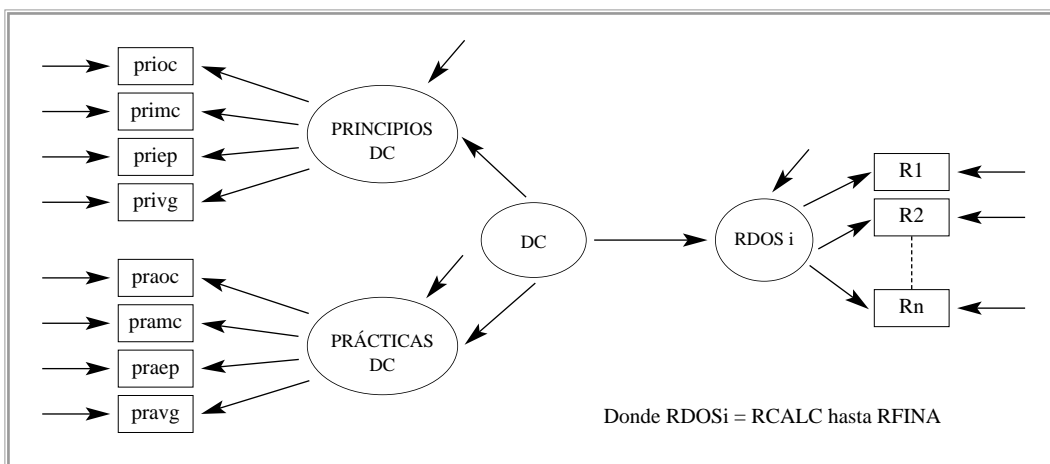 prioc
primc
priep
privg
PRINCIPIOS
DC
praoc
pramc
praep
pravg
PRÁCTICAS
DC
DC
RDOS i
R1
R2
Rn
Donde RDOSi = RCALC hasta RFINA